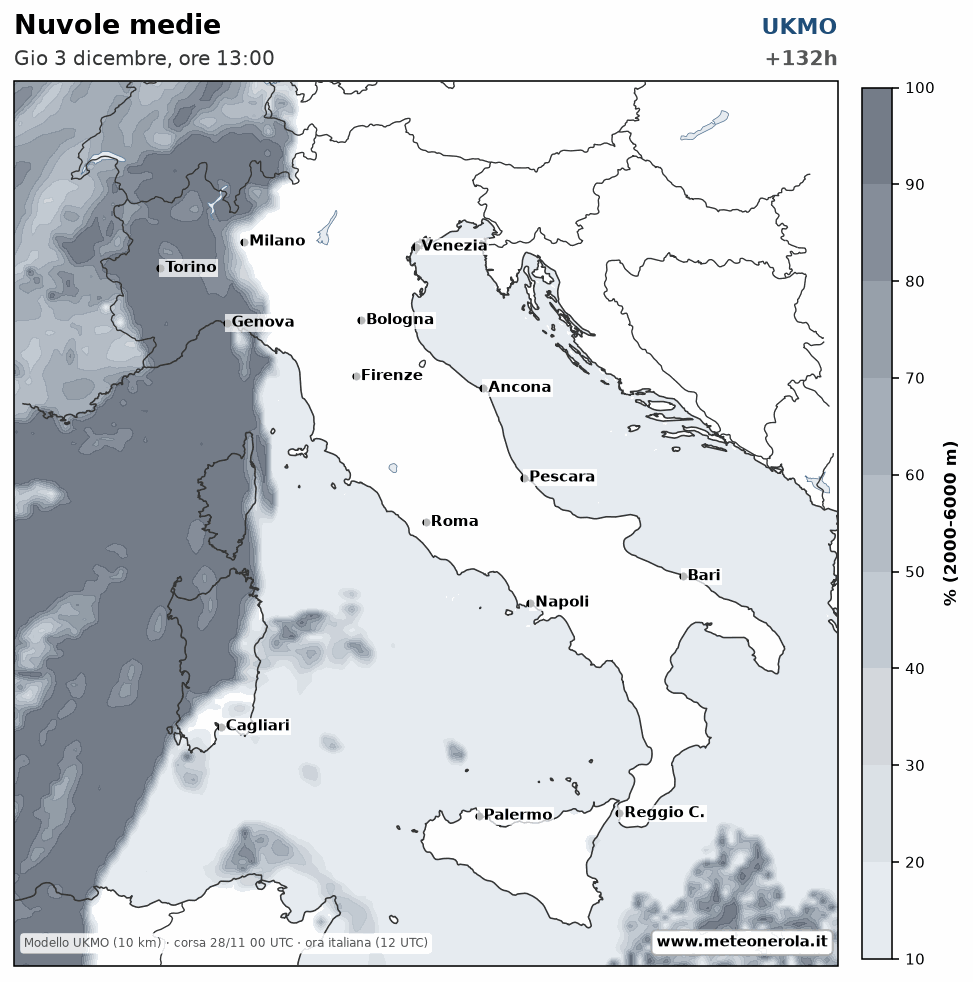 Nuvole medie
UKMO
Gio 3 dicembre, ore 13:00
+132h
Milano
Venezia
Torino
Genova
Bologna
Firenze
Ancona
Pescara
Roma
Bari
Napoli
Cagliari
Palermo
Reggio C.
100
90
80
70
60
50
40
30
20
10
% (2000-6000 m)
Modello UKMO (10 km) · corsa 28/11 00 UTC · ora italiana (12 UTC)
www.meteonerola.it